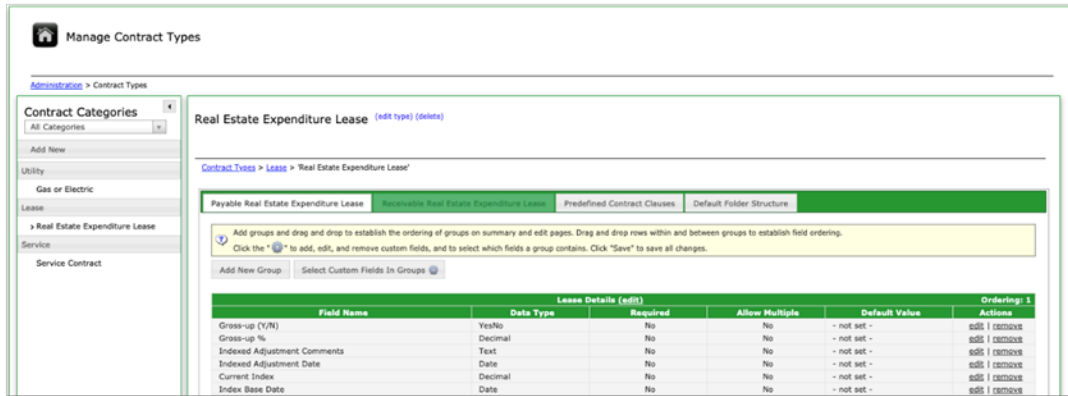 Manage Contract Types
Administration > Contract Types
Contract Categories
All Categories
Add New
Utility
Gas or Electric
Lease
› Real Estate Expenditure Lease
Service
Service Contract
Real Estate Expenditure Lease (edit type) (delete)
Contract Types > Lease > 'Real Estate Expenditure Lease'
Payable Real Estate Expenditure Lease Receivable Real Estate Expenditure Lease Predefined Contract Clauses Default Folder Structure
Add groups and drag and drop to establish the ordering of groups on summary and edit pages. Drag and drop rows within and between groups to establish field ordering.
Click the " " to add, edit, and remove custom fields, and to select which fields a group contains. Click "Save" to save all changes.
Add New Group Select Custom Fields In Groups
Lease Details (edit) Ordering: 1
Field Name Data Type Required Allow Multiple Default Value Actions
Gross-up (Y/N) YesNo No No - not set - edit | remove
Gross-up % Decimal No No - not set - edit | remove
Indexed Adjustment Comments Text No No - not set - edit | remove
Indexed Adjustment Date Date No No - not set - edit | remove
Current Index Decimal No No - not set - edit | remove
Index Base Date Date No No - not set - edit | remove